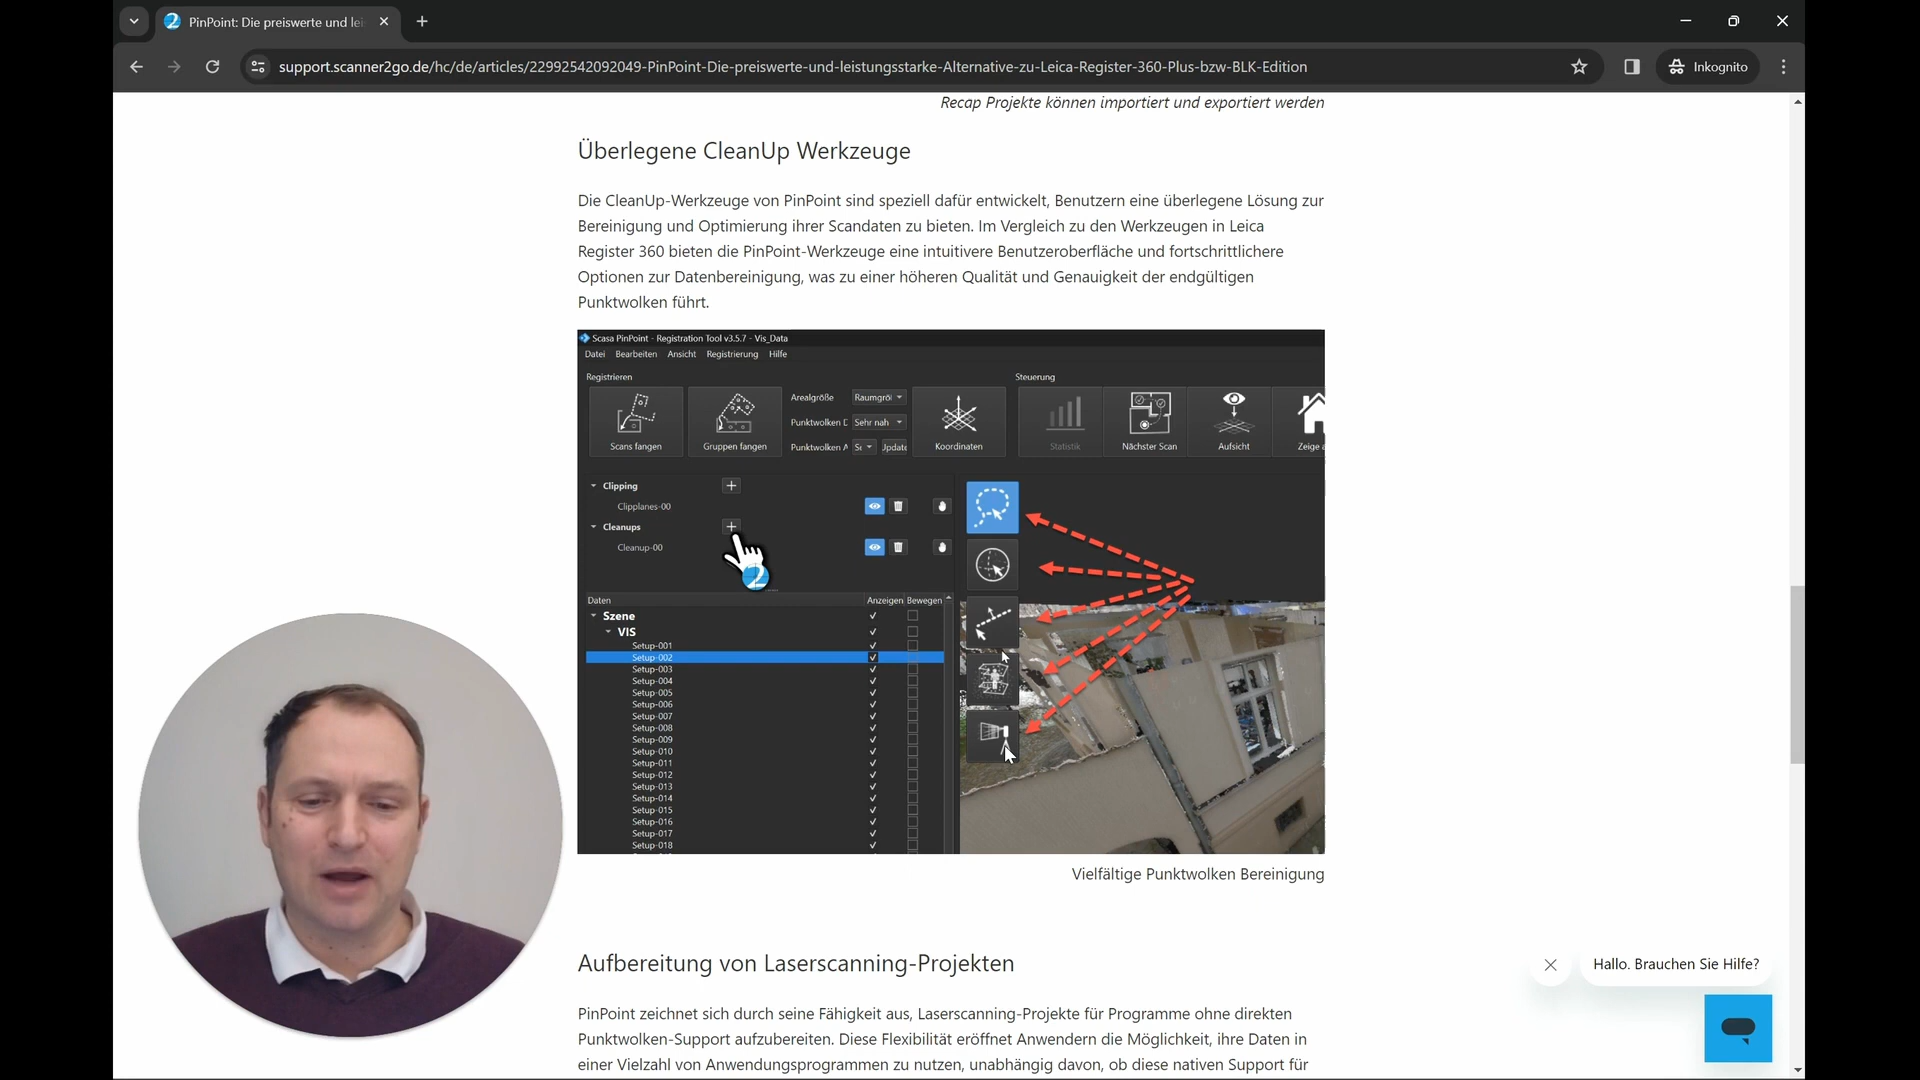 PinPoint: Die preiswerte und lei
support.scanner2go.de/hc/de/articles/22992542092049-PinPoint-Die-preiswerte-und-leistungsstarke-Alternative-zu-Leica-Register-360-Plus-bzw-BLK-Edition
Inkognito
Recap Projekte können importiert und exportiert werden
Überlegene CleanUp Werkzeuge
Die CleanUp-Werkzeuge von PinPoint sind speziell dafür entwickelt, Benutzern eine überlegene Lösung zur
Bereinigung und Optimierung ihrer Scandaten zu bieten. Im Vergleich zu den Werkzeugen in Leica
Register 360 bieten die PinPoint-Werkzeuge eine intuitivere Benutzeroberfläche und fortschrittlichere
Optionen zur Datenbereinigung, was zu einer höheren Qualität und Genauigkeit der endgültigen
Punktwolken führt.
Scasa PinPoint - Registration Tool v3.5.7 - Vis_Data
Datei Bearbeiten Ansicht Registrierung Hilfe
Registrieren
Steuerung
Arealgröße Raumgröl
Punktwolken D Sehr nah
Punktwolken A Se Update
Scans fangen Gruppen fangen Koordinaten Statistik Nächster Scan Aufsicht Zeige a
Clipping
Clipplanes-00
Cleanups
Cleanup-00
Daten Anzeigen Bewegen
Szene
VIS
Setup-001
Setup-002
Setup-003
Setup-004
Setup-005
Setup-006
Setup-007
Setup-008
Setup-009
Setup-010
Setup-011
Setup-012
Setup-013
Setup-014
Setup-015
Setup-016
Setup-017
Setup-018
Vielfältige Punktwolken Bereinigung
Aufbereitung von Laserscanning-Projekten
Hallo. Brauchen Sie Hilfe?
PinPoint zeichnet sich durch seine Fähigkeit aus, Laserscanning-Projekte für Programme ohne direkten
Punktwolken-Support aufzubereiten. Diese Flexibilität eröffnet Anwendern die Möglichkeit, ihre Daten in
einer Vielzahl von Anwendungsprogrammen zu nutzen, unabhängig davon, ob diese nativen Support für